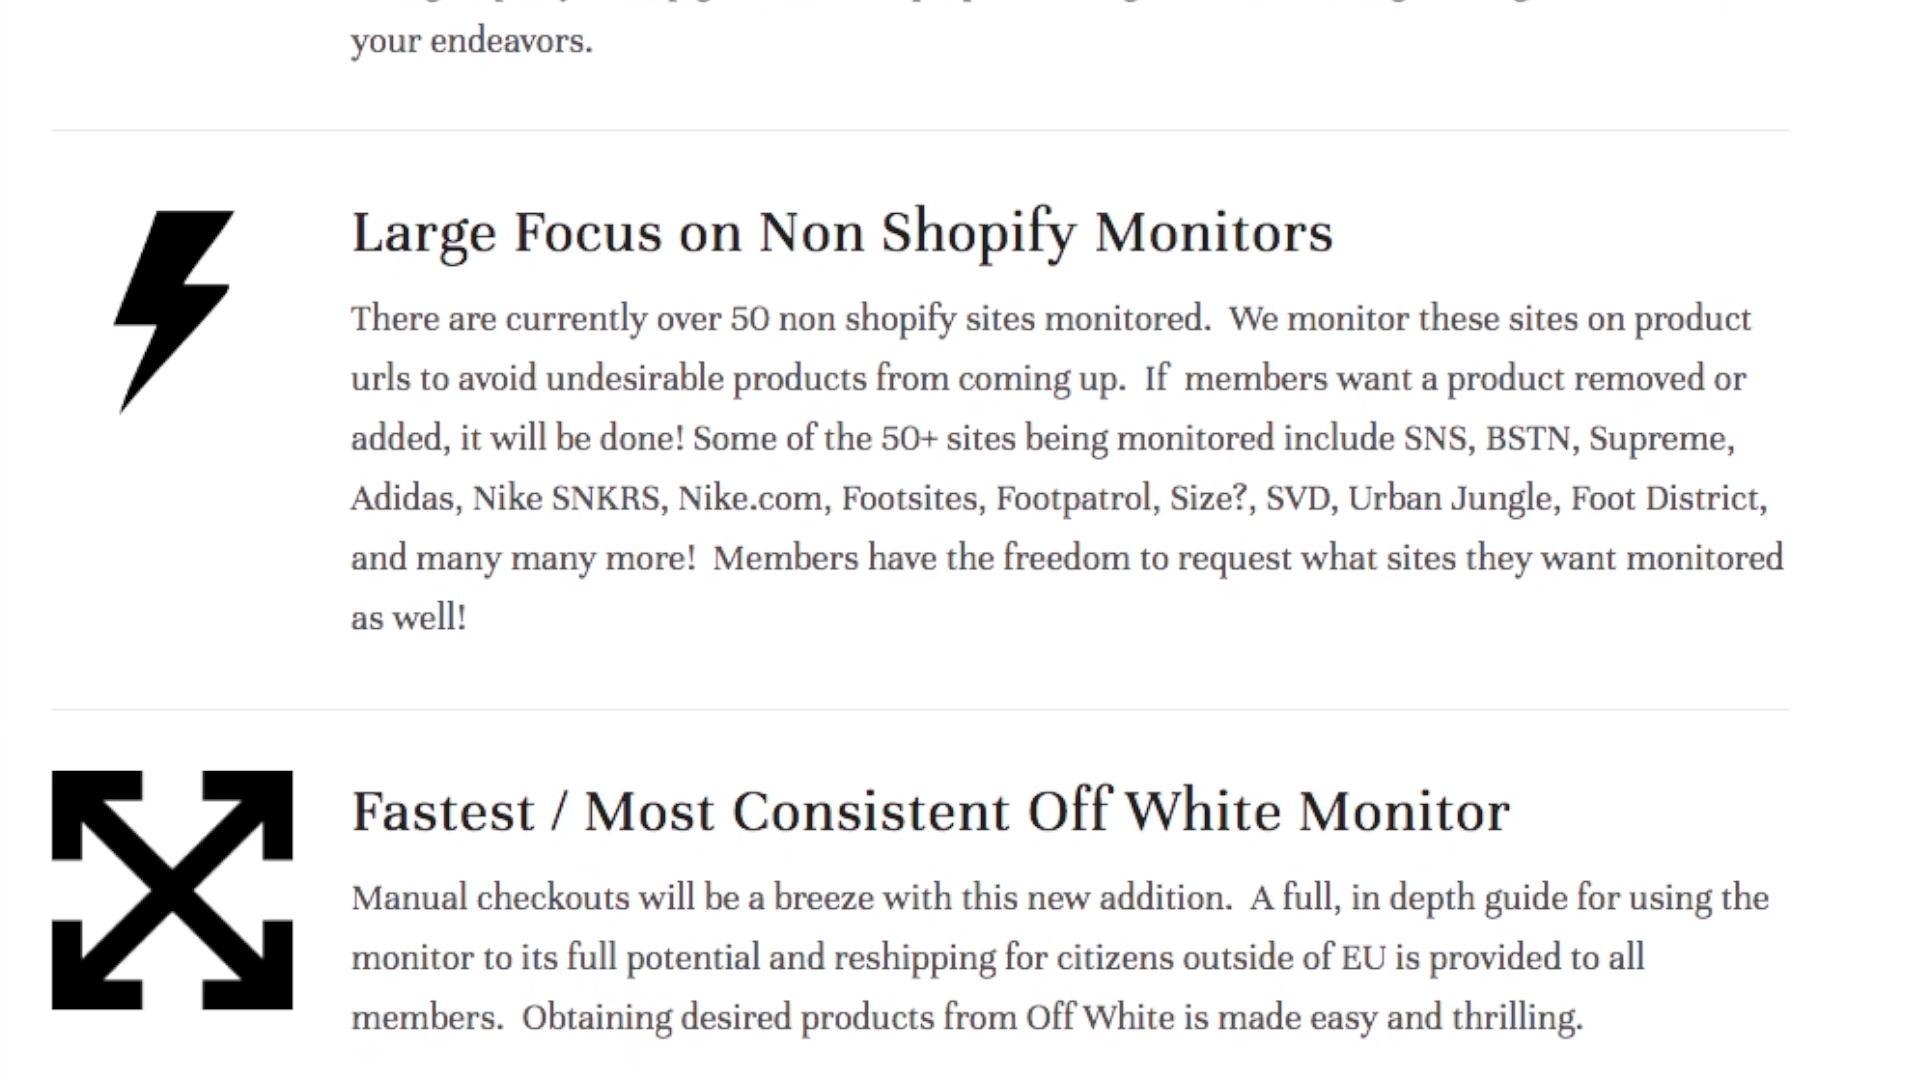 your endeavors.
Large Focus on Non Shopify Monitors
There are currently over 50 non shopify sites monitored.  We monitor these sites on product
urls to avoid undesirable products from coming up.  If  members want a product removed or
added, it will be done! Some of the 50+ sites being monitored include SNS, BSTN, Supreme,
Adidas, Nike SNKRS, Nike.com, Footsites, Footpatrol, Size?, SVD, Urban Jungle, Foot District,
and many many more!  Members have the freedom to request what sites they want monitored
as well!
Fastest / Most Consistent Off White Monitor
Manual checkouts will be a breeze with this new addition.  A full, in depth guide for using the
monitor to its full potential and reshipping for citizens outside of EU is provided to all
members.  Obtaining desired products from Off White is made easy and thrilling.